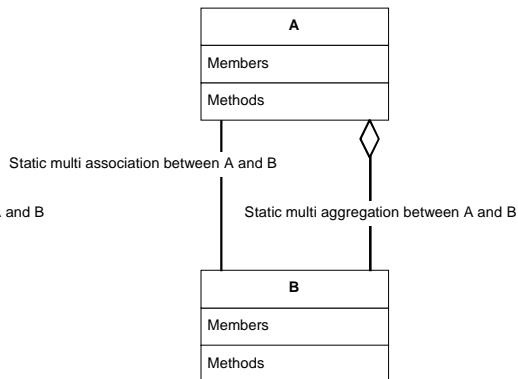 A
Members
Methods
Static multi association between A and B
and B
Static multi aggregation between A and B
B
Members
Methods